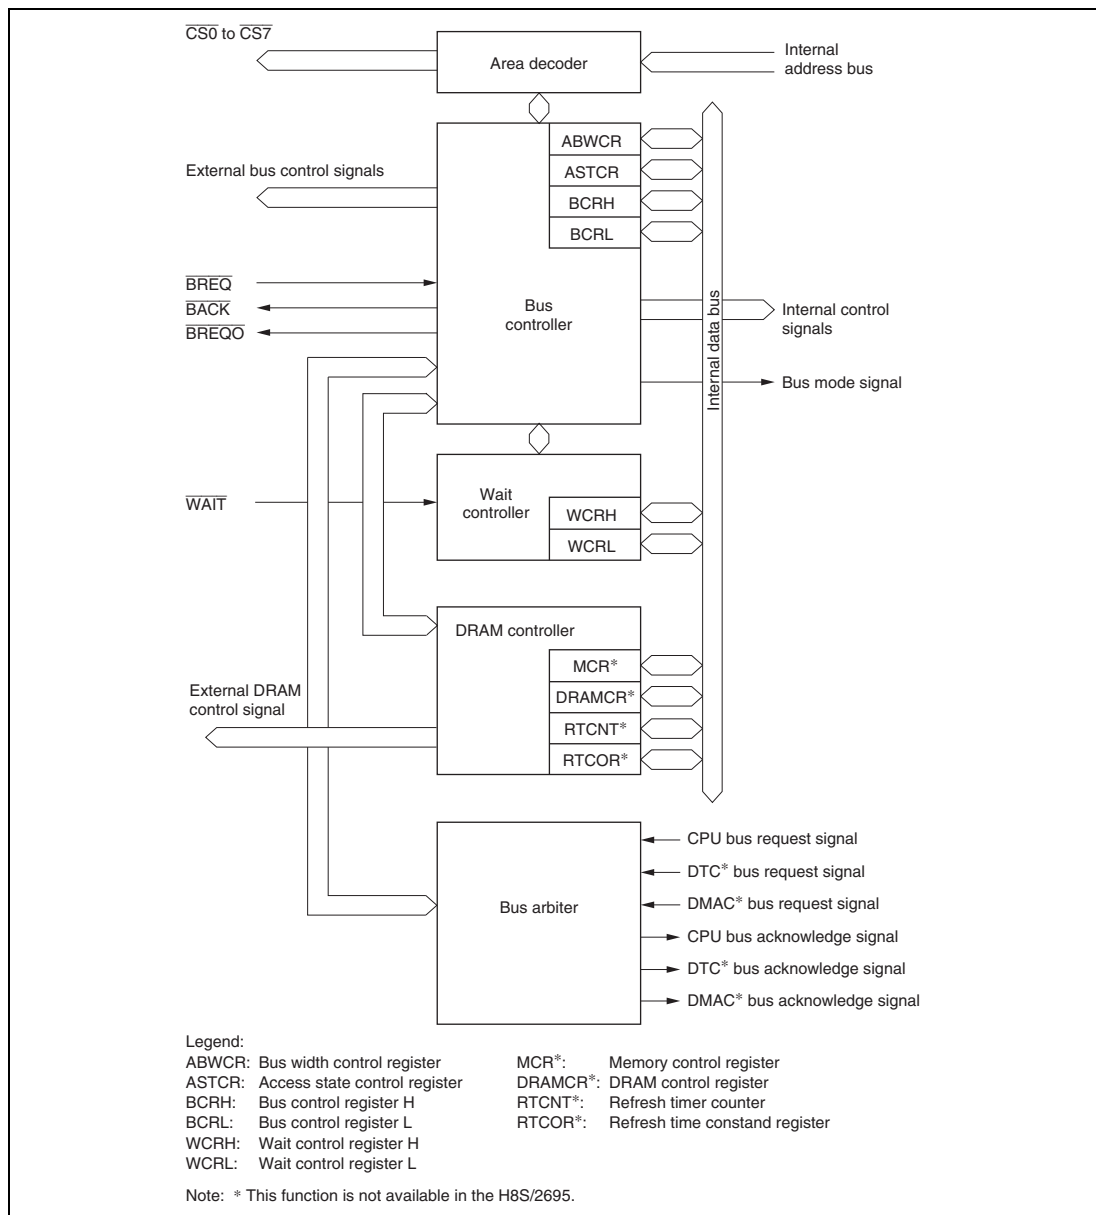 CS0 to CS7
Area decoder
Internal
address bus
ABWCR
ASTCR
BCRH
BCRL
External bus control signals
BREQ
BACK
BREQO
Bus
controller
Internal data bus
Internal control
signals
Bus mode signal
WAIT
Wait
controller
WCRH
WCRL
DRAM controller
MCR*
DRAMCR*
RTCNT*
RTCOR*
External DRAM
control signal
Bus arbiter
CPU bus request signal
DTC* bus request signal
DMAC* bus request signal
CPU bus acknowledge signal
DTC* bus acknowledge signal
DMAC* bus acknowledge signal
Legend:
ABWCR: Bus width control register
ASTCR: Access state control register
BCRH: Bus control register H
BCRL: Bus control register L
WCRH: Wait control register H
WCRL: Wait control register L
MCR*: Memory control register
DRAMCR*: DRAM control register
RTCNT*: Refresh timer counter
RTCOR*: Refresh time constand register
Note: * This function is not available in the H8S/2695.